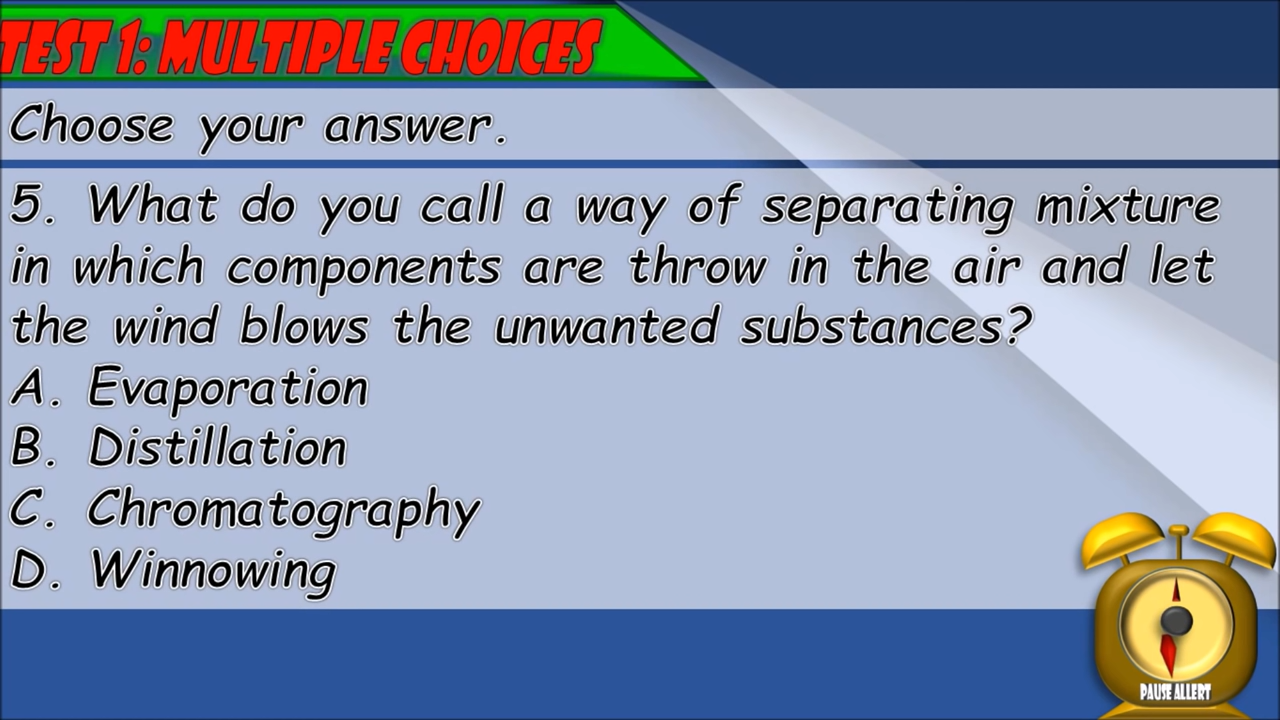 TEST 1: MULTIPLE CHOICES
Choose your answer.
5. What do you call a way of separating mixture
in which components are throw in the air and let
the wind blows the unwanted substances?
A. Evaporation
B. Distillation
C. Chromatography
D. Winnowing
PAUSE ALLERT